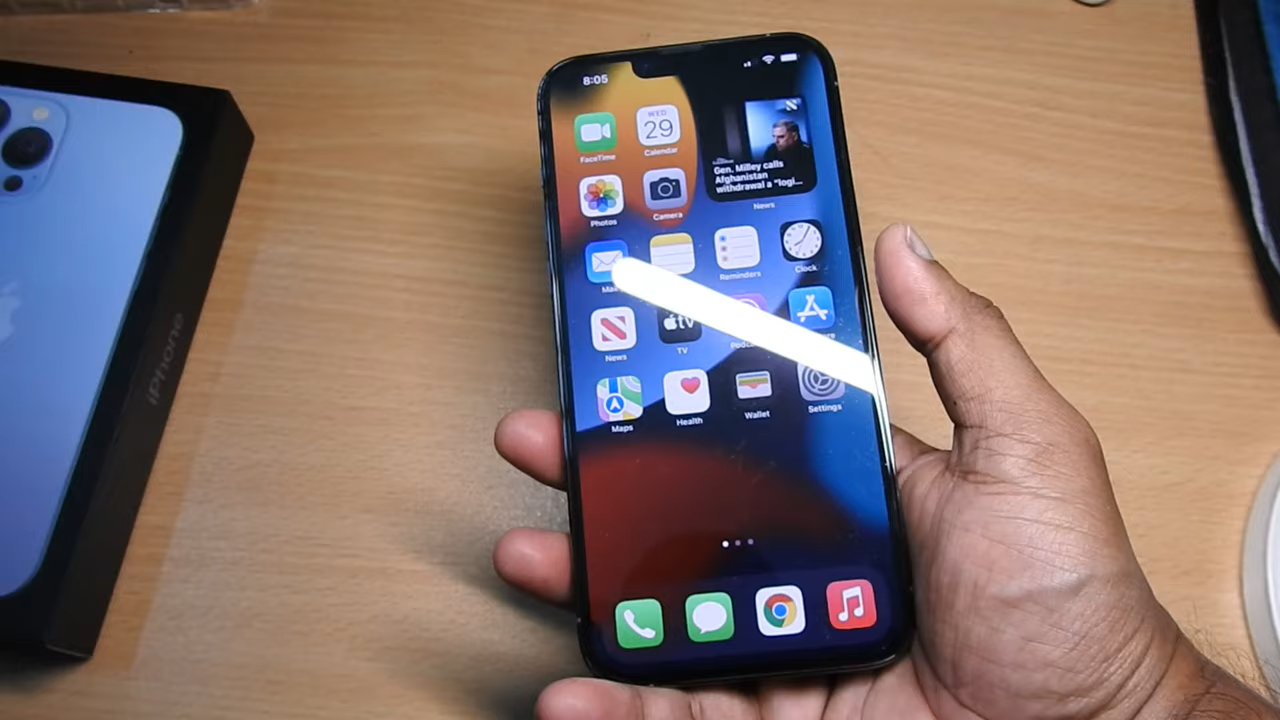 8:05
WED
29
FaceTime
Calendar
Gen. Milley calls
Afghanistan
withdrawal a "logi...
News
Photos
Camera
Reminders
Clock
News
tv
TV
Maps
Health
Wallet
Settings
iPhone